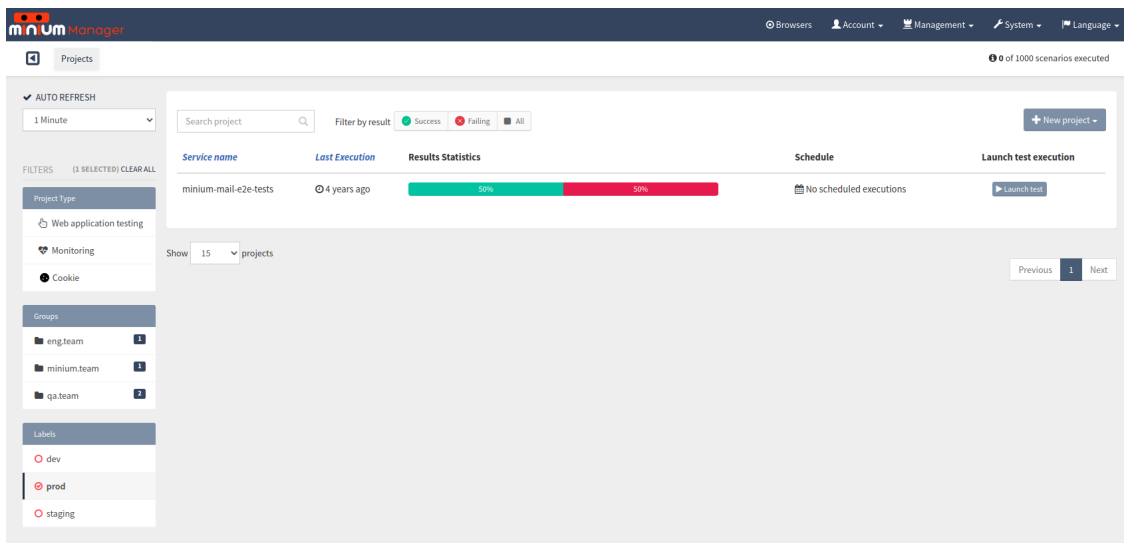 minium Manager
Browsers Account Management System Language
Projects
0 of 1000 scenarios executed
AUTO REFRESH
1 Minute
FILTERS (1 SELECTED) CLEAR ALL
Project Type
Web application testing
Monitoring
Cookie
Groups
eng.team 1
minium.team 1
qa.team 2
Labels
dev
prod
staging
Search project
Filter by result Success Failing All
New project
Service name Last Execution Results Statistics Schedule Launch test execution
minium-mail-e2e-tests 4 years ago 50% 50% No scheduled executions Launch test
Show 15 projects
Previous 1 Next